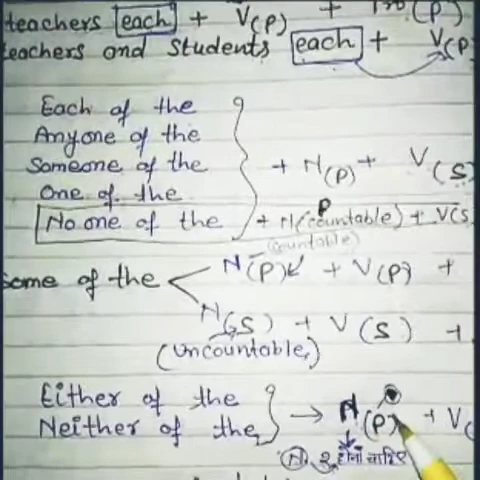 teachers each + V(P) + (P)
teachers and students each + V(P
Each of the
Anyone of the
Someone of the + N(P) + V(S)
One of the
No one of the + N(countable) + V(S
P
(countable)
Some of the < N(P) + V(P) +
N(S) + V(S) +
(Uncountable)
Either of the
Neither of the } → N(P) + V(
(N. 2 होना चाहिए